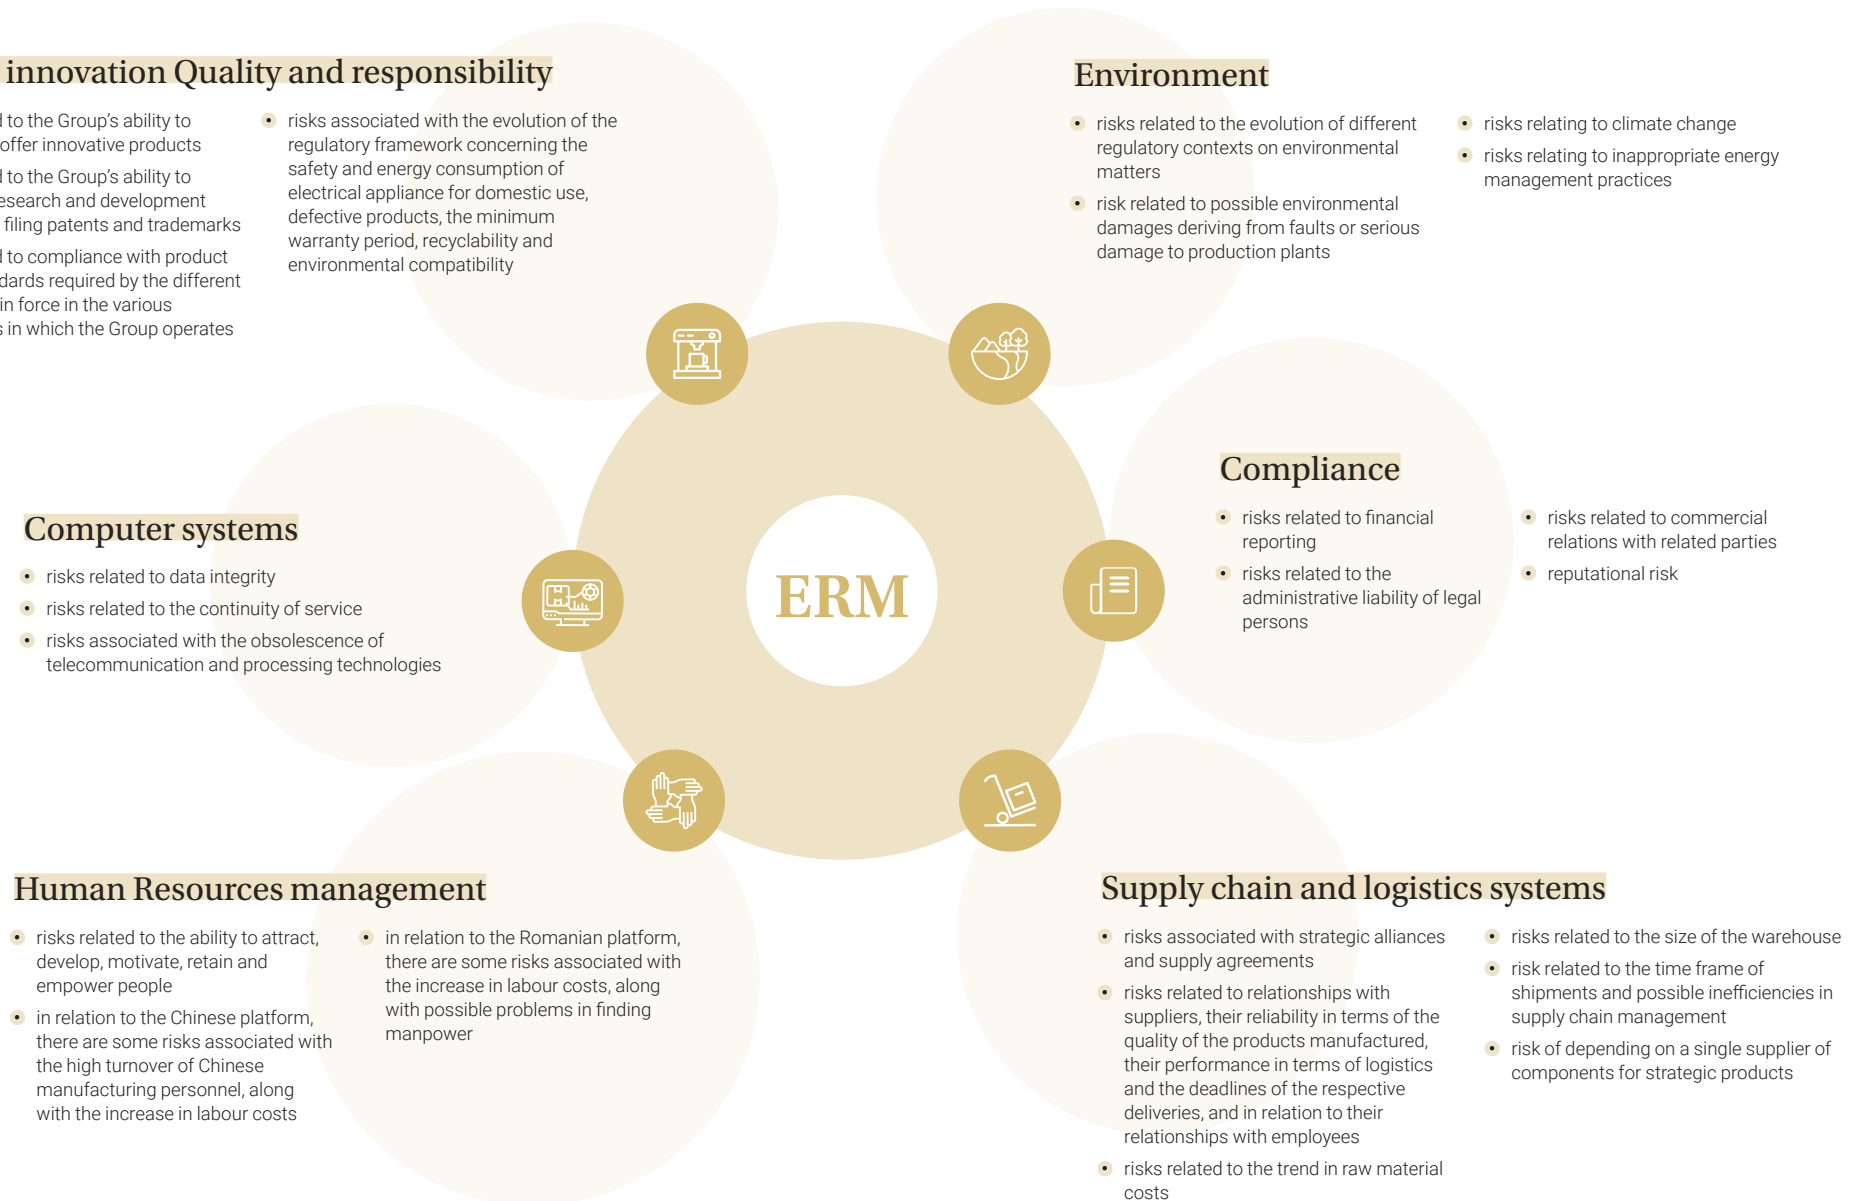 innovation Quality and responsibility
to the Group's ability to
offer innovative products
to the Group's ability to
research and development
filing patents and trademarks
to compliance with product
required by the different
in force in the various
in which the Group operates
risks associated with the evolution of the
regulatory framework concerning the
safety and energy consumption of
electrical appliance for domestic use,
defective products, the minimum
warranty period, recyclability and
environmental compatibility
Environment
risks related to the evolution of different
regulatory contexts on environmental
matters
risk related to possible environmental
damages deriving from faults or serious
damage to production plants
risks relating to climate change
risks relating to inappropriate energy
management practices
Computer systems
risks related to data integrity
risks related to the continuity of service
risks associated with the obsolescence of
telecommunication and processing technologies
ERM
Compliance
risks related to financial
reporting
risks related to the
administrative liability of legal
persons
risks related to commercial
relations with related parties
reputational risk
Human Resources management
risks related to the ability to attract,
develop, motivate, retain and
empower people
in relation to the Chinese platform,
there are some risks associated with
the high turnover of Chinese
manufacturing personnel, along
with the increase in labour costs
in relation to the Romanian platform,
there are some risks associated with
the increase in labour costs, along
with possible problems in finding
manpower
Supply chain and logistics systems
risks associated with strategic alliances
and supply agreements
risks related to relationships with
suppliers, their reliability in terms of the
quality of the products manufactured,
their performance in terms of logistics
and the deadlines of the respective
deliveries, and in relation to their
relationships with employees
risks related to the trend in raw material
costs
risks related to the size of the warehouse
risk related to the time frame of
shipments and possible inefficiencies in
supply chain management
risk of depending on a single supplier of
components for strategic products